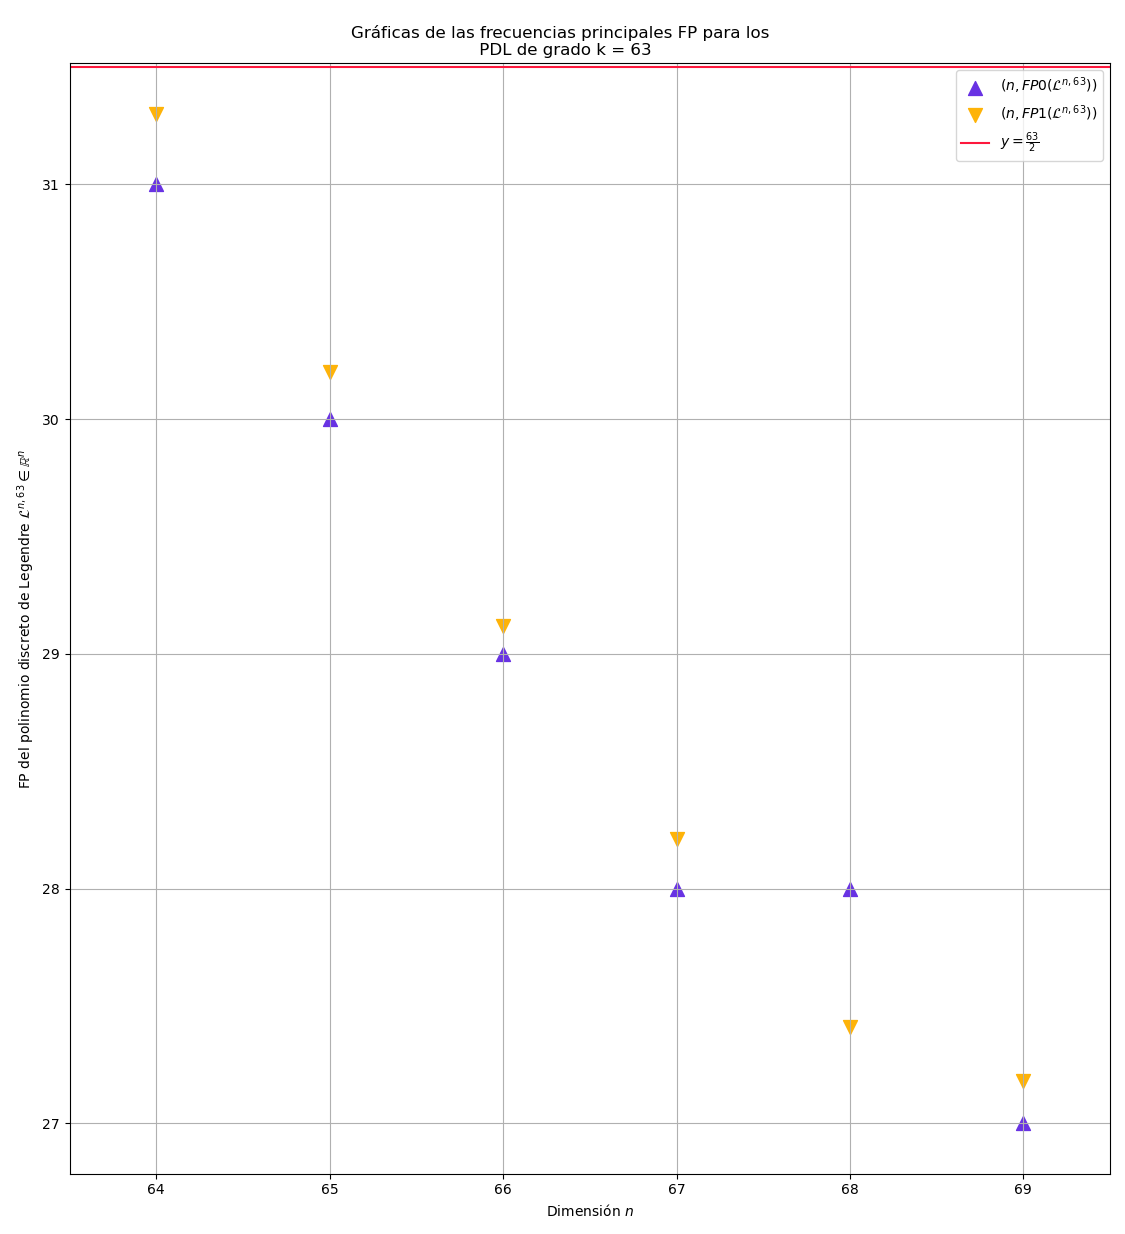 Gráficas de las frecuencias principales FP para los
PDL de grado k = 63
(n, FP0(ℒ^{n,63}))
(n, FP1(ℒ^{n,63}))
y = 63/2
FP del polinomio discreto de Legendre ℒ^{n,63} ∈ ℝ^n
31
30
29
28
27
64 65 66 67 68 69
Dimensión n